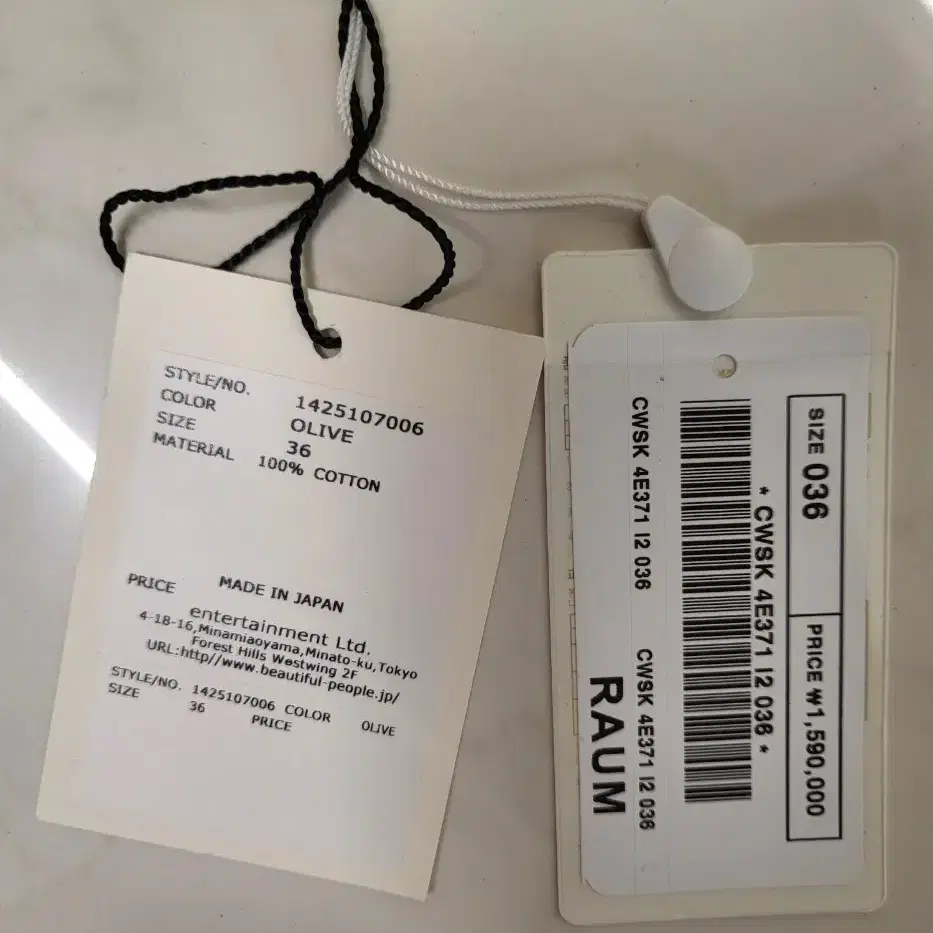 STYLE/NO. 1425107006
COLOR OLIVE
SIZE 36
MATERIAL 100% COTTON
PRICE MADE IN JAPAN
entertainment Ltd.
4-18-16,Minamiaoyama,Minato-ku,Tokyo
Forest Hills Westwing 2F
URL:http//www.beautiful-people.jp/
STYLE/NO. 1425107006 COLOR OLIVE
SIZE 36 PRICE
SIZE 036 PRICE ₩1,590,000
* CWSK 4E371 I2 036 *
CWSK 4E371 I2 036 CWSK 4E371 I2 036
RAUM